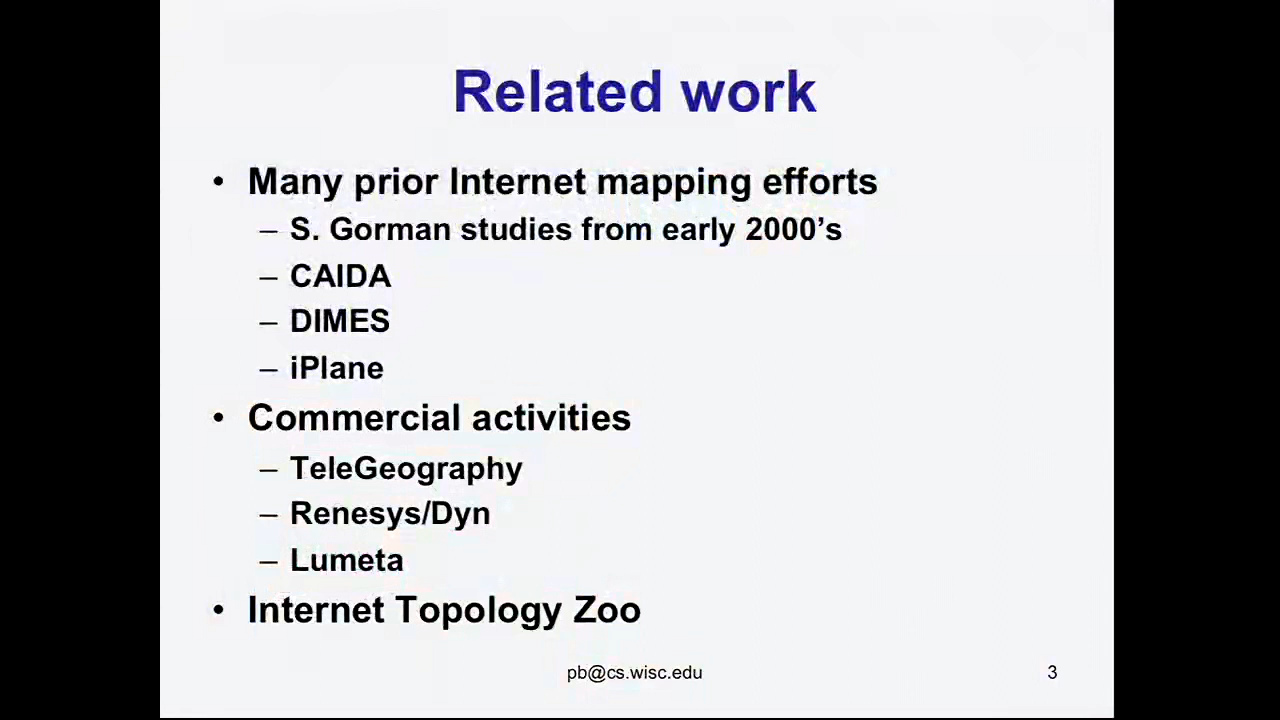 Related work
• Many prior Internet mapping efforts
– S. Gorman studies from early 2000’s
– CAIDA
– DIMES
– iPlane
• Commercial activities
– TeleGeography
– Renesys/Dyn
– Lumeta
• Internet Topology Zoo
pb@cs.wisc.edu 3